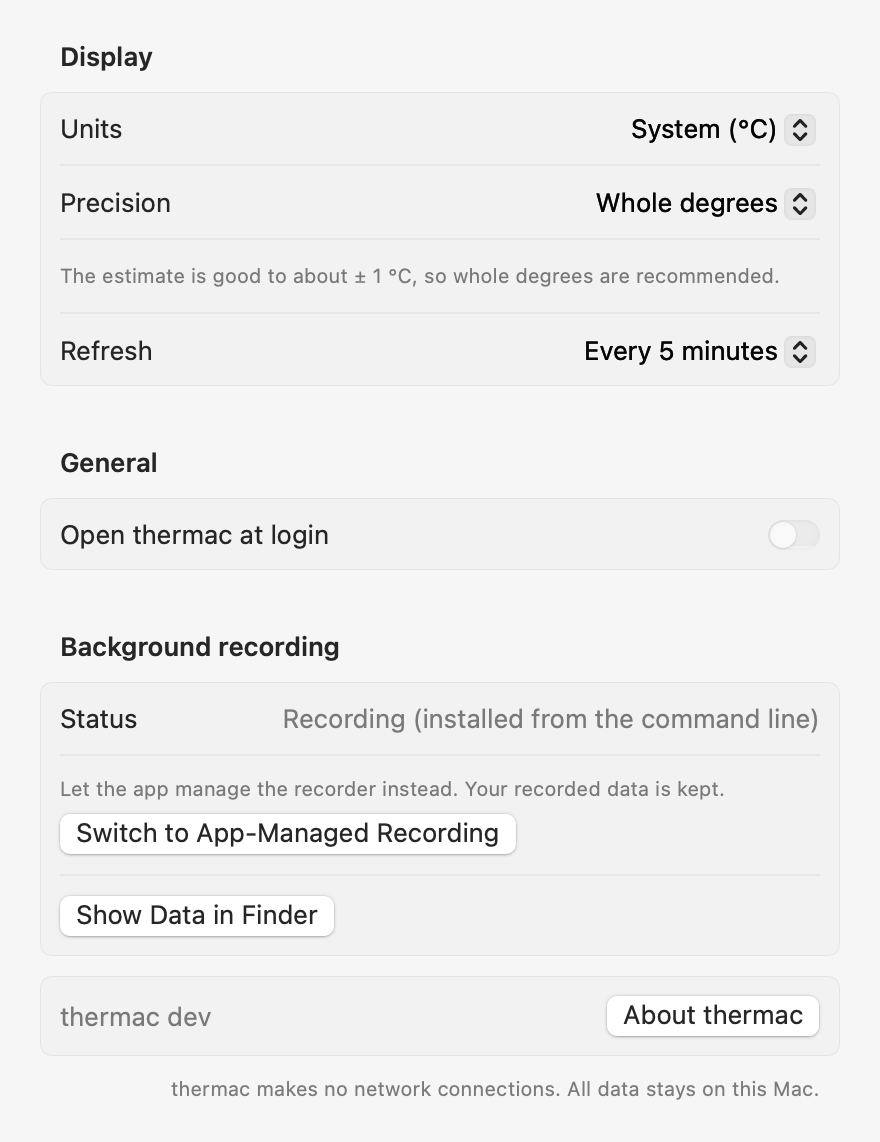 Display
Units System (°C)
Precision Whole degrees
The estimate is good to about ± 1 °C, so whole degrees are recommended.
Refresh Every 5 minutes
General
Open thermac at login
Background recording
Status Recording (installed from the command line)
Let the app manage the recorder instead. Your recorded data is kept.
Switch to App-Managed Recording
Show Data in Finder
thermac dev About thermac
thermac makes no network connections. All data stays on this Mac.